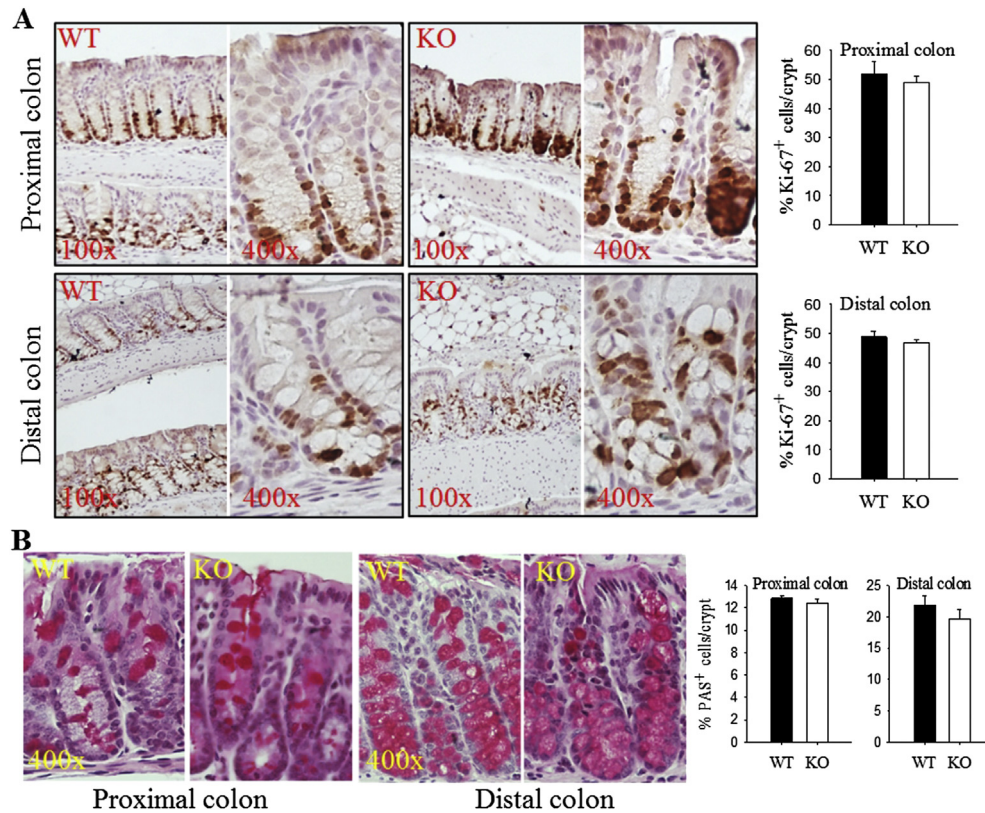 A
WT
KO
Proximal colon
100x
400x
100x
400x
Proximal colon
% Ki-67+ cells/crypt
60
50
40
30
20
10
0
WT
KO
WT
KO
Distal colon
100x
400x
100x
400x
Distal colon
% Ki-67+ cells/crypt
60
50
40
30
20
10
0
WT
KO
B
WT
KO
WT
KO
400x
400x
Proximal colon
Distal colon
Proximal colon
% PAS+ cells/crypt
14
12
10
8
6
4
2
0
WT
KO
Distal colon
25
20
15
10
5
0
WT
KO